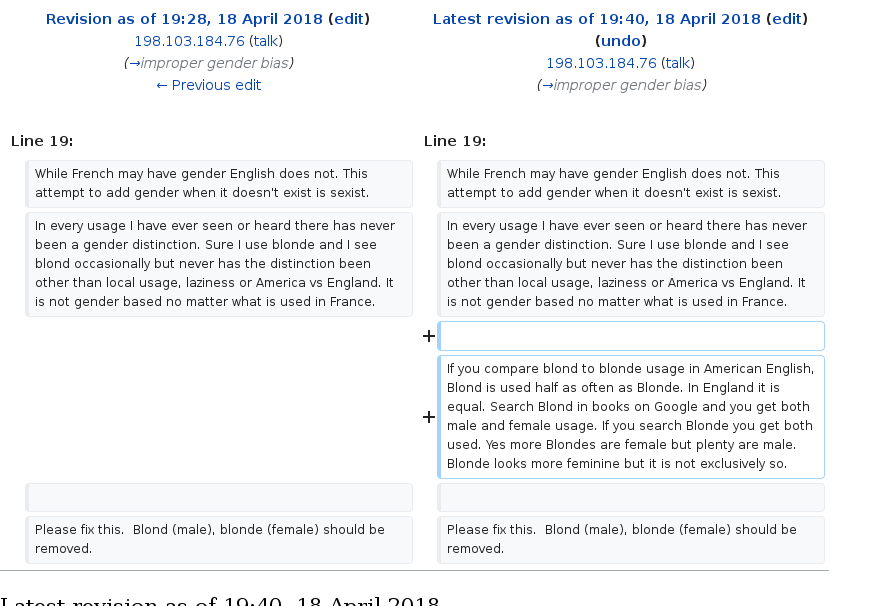 Revision as of 19:28, 18 April 2018 (edit)
198.103.184.76 (talk)
(→improper gender bias)
← Previous edit
Latest revision as of 19:40, 18 April 2018 (edit)
(undo)
198.103.184.76 (talk)
(→improper gender bias)
Line 19:
Line 19:
While French may have gender English does not. This
attempt to add gender when it doesn't exist is sexist.
While French may have gender English does not. This
attempt to add gender when it doesn't exist is sexist.
In every usage I have ever seen or heard there has never
been a gender distinction. Sure I use blonde and I see
blond occasionally but never has the distinction been
other than local usage, laziness or America vs England. It
is not gender based no matter what is used in France.
In every usage I have ever seen or heard there has never
been a gender distinction. Sure I use blonde and I see
blond occasionally but never has the distinction been
other than local usage, laziness or America vs England. It
is not gender based no matter what is used in France.
+
+
If you compare blond to blonde usage in American English,
Blond is used half as often as Blonde. In England it is
equal. Search Blond in books on Google and you get both
male and female usage. If you search Blonde you get both
used. Yes more Blondes are female but plenty are male.
Blonde looks more feminine but it is not exclusively so.
Please fix this.  Blond (male), blonde (female) should be
removed.
Please fix this.  Blond (male), blonde (female) should be
removed.
Latest revision as of 19:40, 18 April 2018